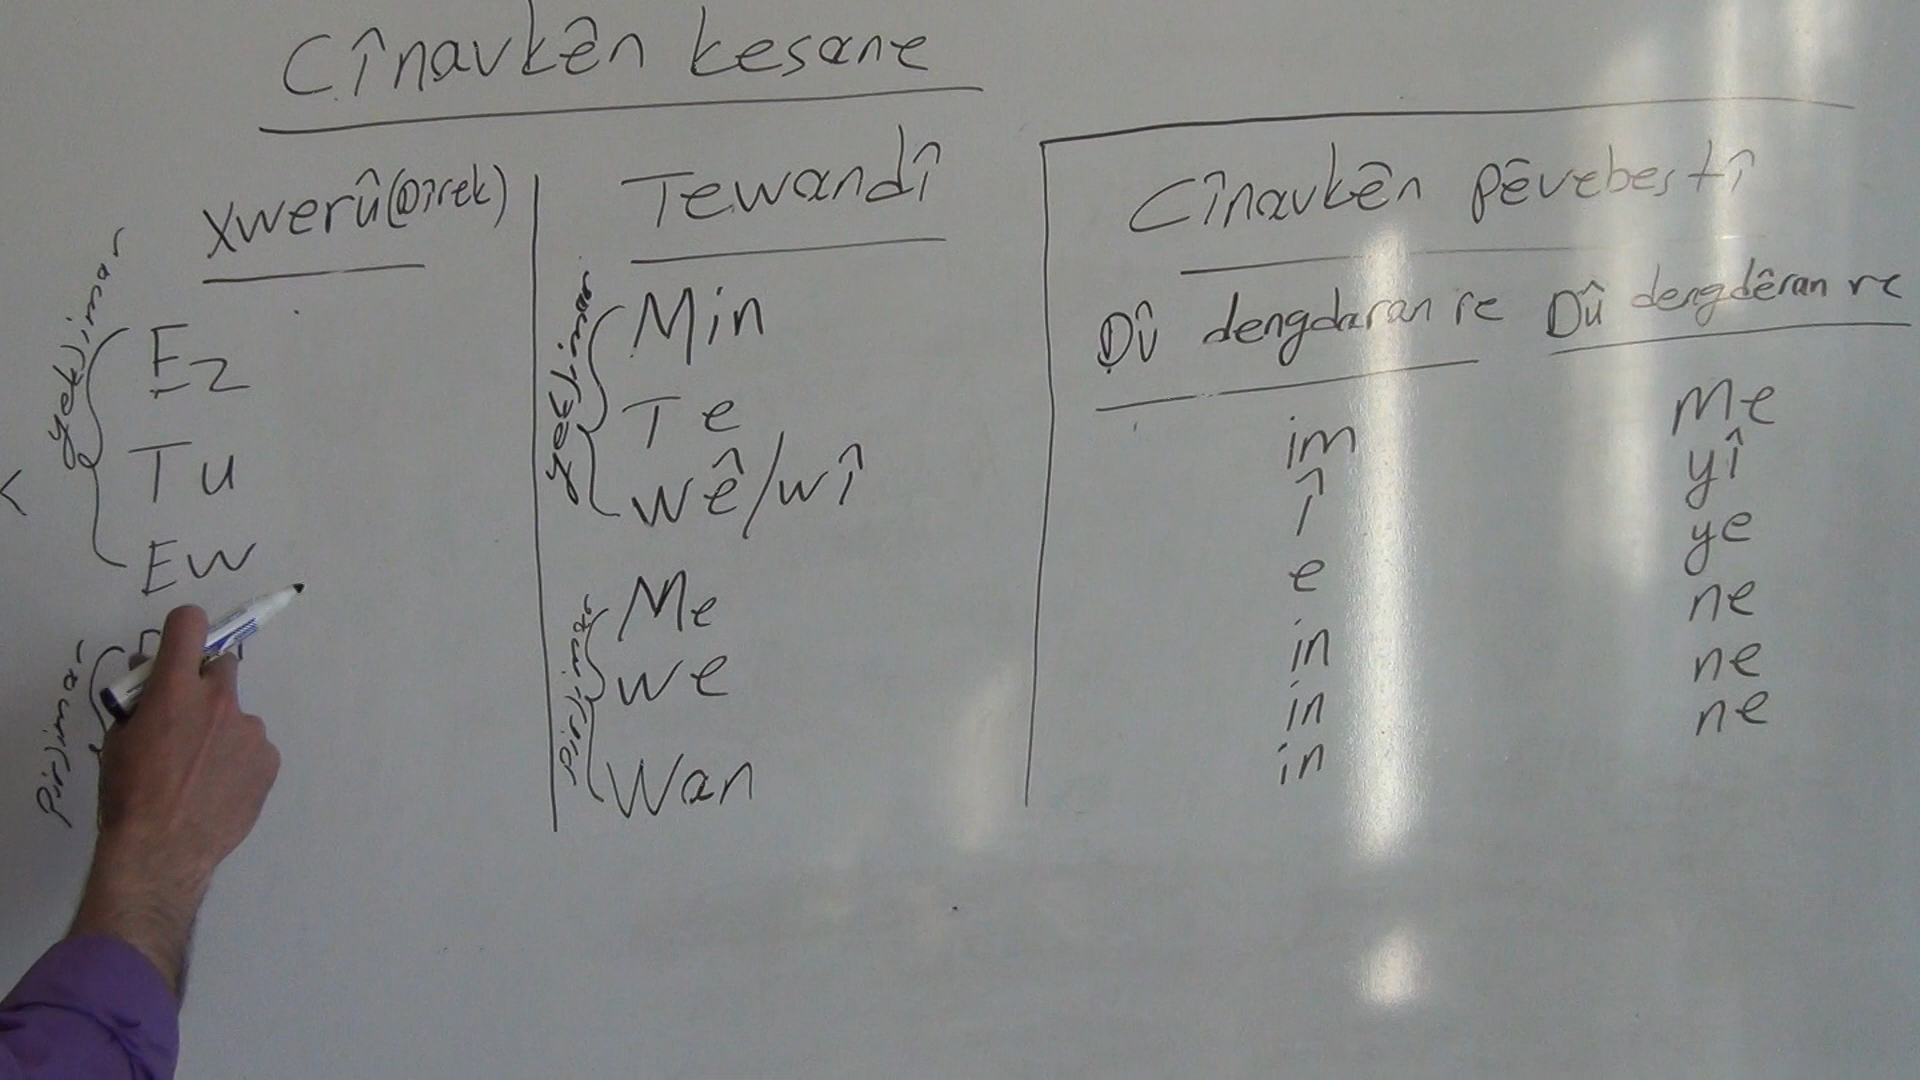 Cînavkên kesane
Xwerû(@îrek)
yekjimar
Ez
Tu
Ew
pirjimar
Tewandî
yekjimar
Min
Te
wê/wî
pirjimar
Me
we
Wan
Cînavkên pêvebestî
Dû dengdaran re
im
î
e
in
in
in
Dû dengdêran re
Me
yî
ye
ne
ne
ne